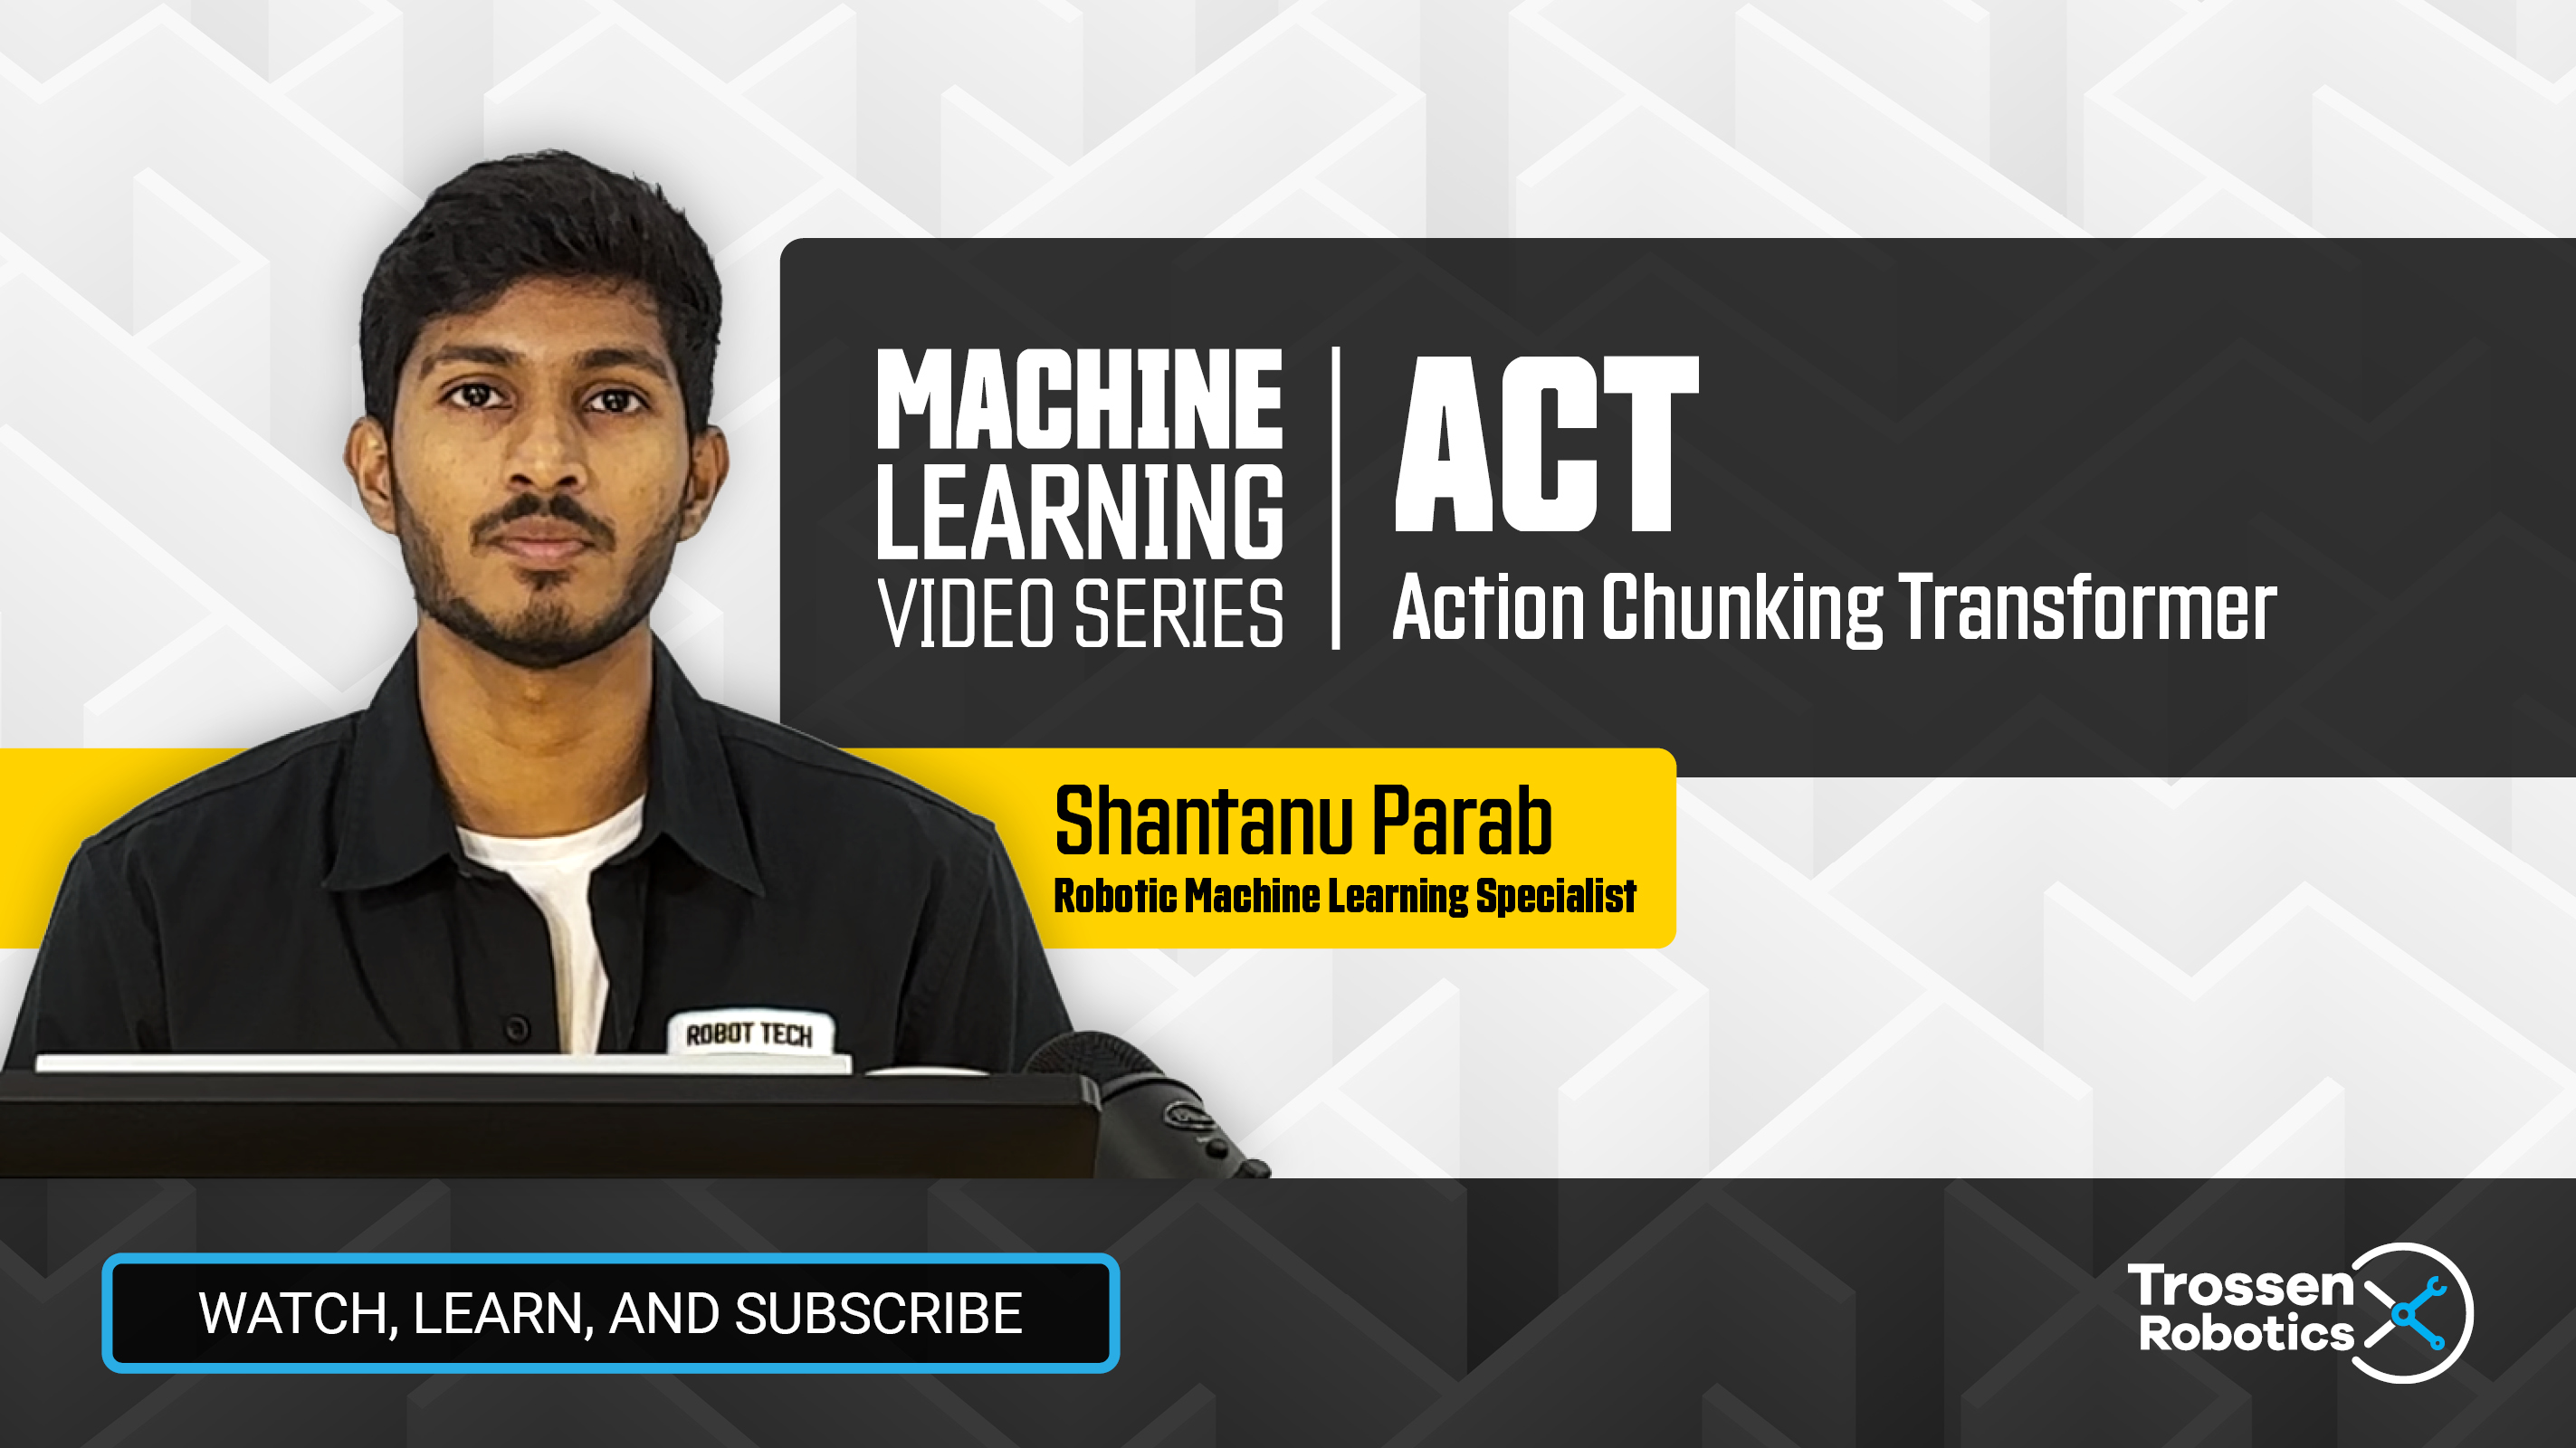 MACHINE
LEARNING
VIDEO SERIES
ACT
Action Chunking Transformer
Shantanu Parab
Robotic Machine Learning Specialist
ROBOT TECH
WATCH, LEARN, AND SUBSCRIBE
Trossen
Robotics